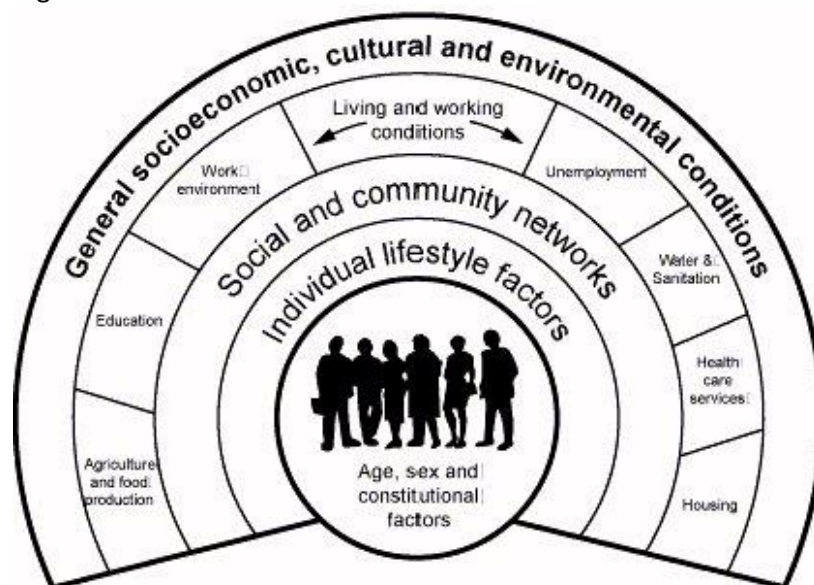 General socioeconomic, cultural and environmental conditions
Living and working
conditions
Work
environment
Unemployment
Social and community networks
Water &
Sanitation
Individual lifestyle factors
Education
Health
care
services
Agriculture
and food
production
Age, sex and
constitutional
factors
Housing